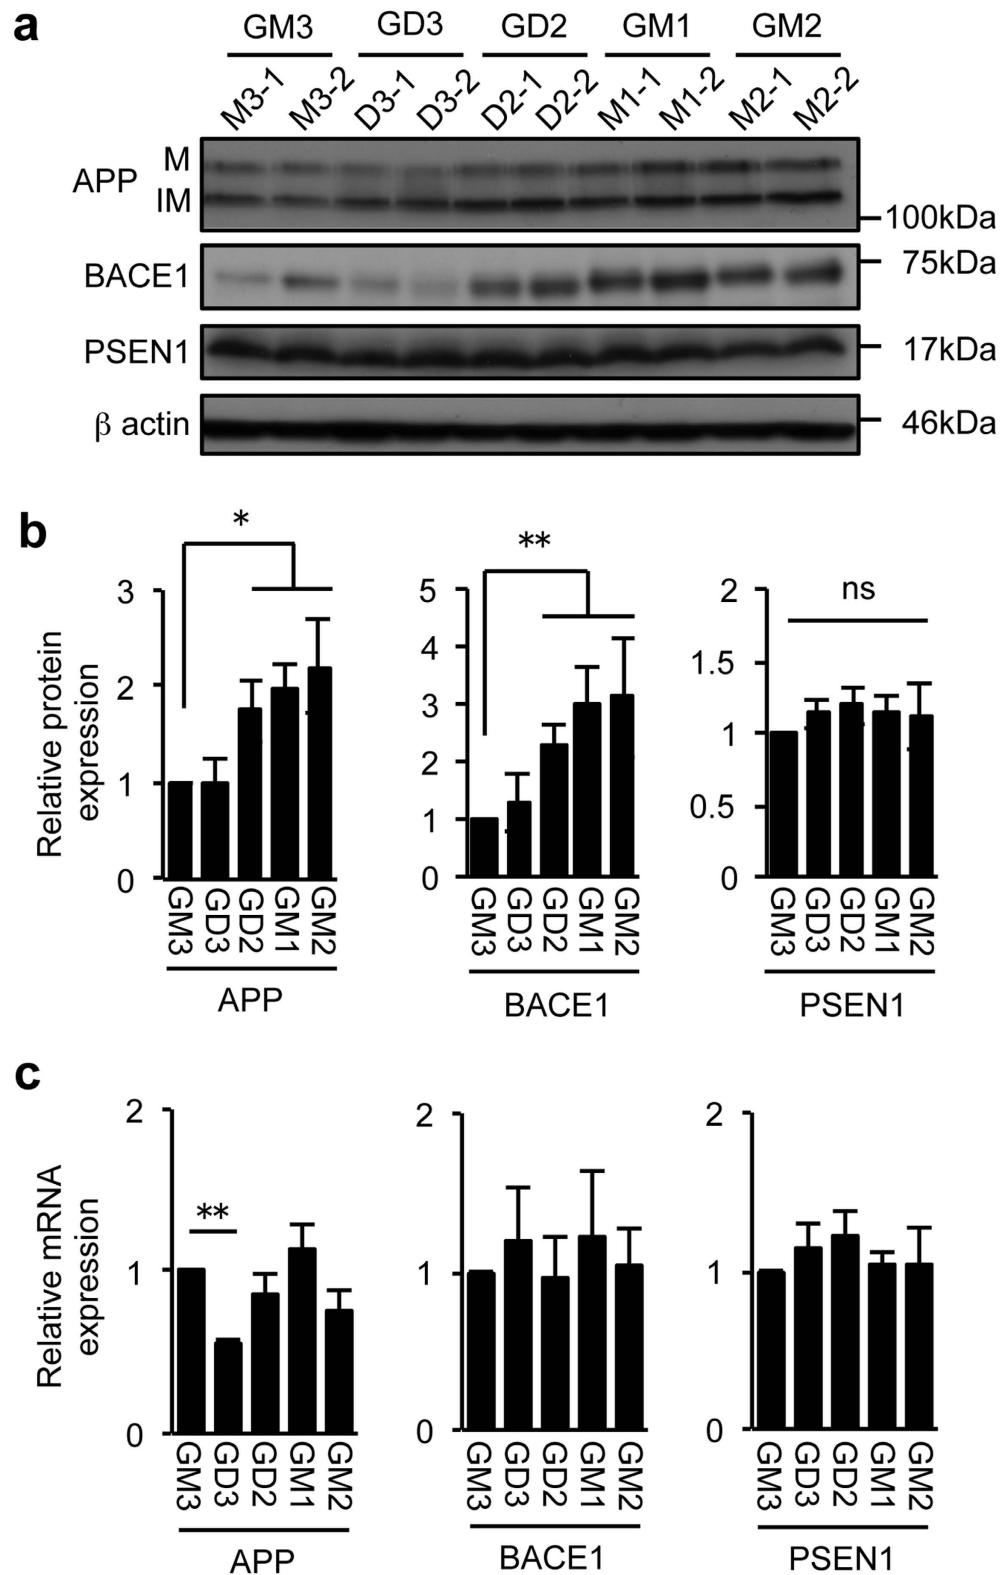 a
GM3 GD3 GD2 GM1 GM2
M3-1 M3-2 D3-1 D3-2 D2-1 D2-2 M1-1 M1-2 M2-1 M2-2
APP M
IM
100kDa
BACE1 75kDa
PSEN1 17kDa
β actin 46kDa
b
* ** ns
Relative protein expression
3
2
1
0
5
4
3
2
1
0
2
1.5
1
0.5
0
GM3 GD3 GD2 GM1 GM2
GM3 GD3 GD2 GM1 GM2
GM3 GD3 GD2 GM1 GM2
APP BACE1 PSEN1
c
Relative mRNA expression
**
2
1
0
2
1
0
2
1
0
GM3 GD3 GD2 GM1 GM2
GM3 GD3 GD2 GM1 GM2
GM3 GD3 GD2 GM1 GM2
APP BACE1 PSEN1